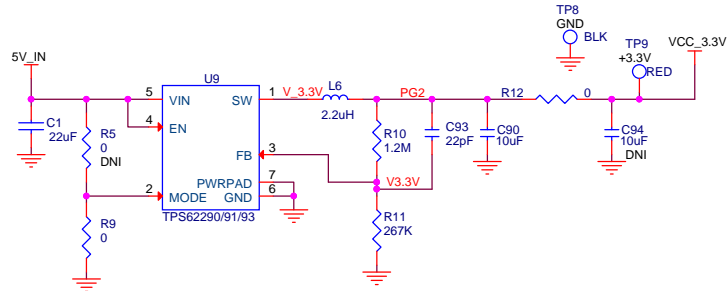 TP8
GND
BLK
5V_IN
TP9
+3.3V
RED
VCC_3.3V
U9
5
VIN
SW
1
V_3.3V
L6
2.2uH
PG2
R12
0
4
EN
C1
22uF
R5
0
DNI
R10
1.2M
C93
22pF
C90
10uF
C94
10uF
DNI
FB
3
2
MODE
PWRPAD
7
GND
6
V3.3V
TPS62290/91/93
R9
0
R11
267K